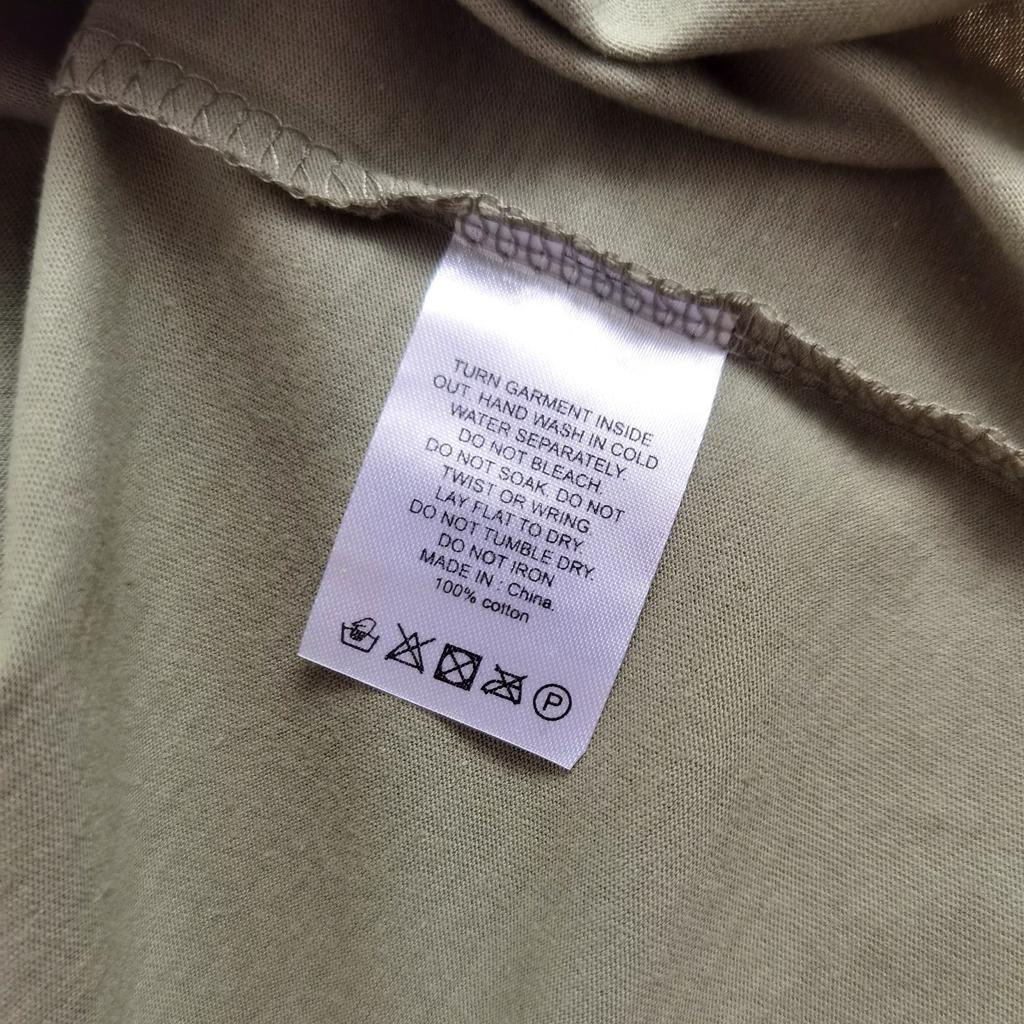 TURN GARMENT INSIDE
OUT. HAND WASH IN COLD
WATER SEPARATELY.
DO NOT BLEACH.
DO NOT SOAK. DO NOT
TWIST OR WRING.
LAY FLAT TO DRY.
DO NOT TUMBLE DRY.
DO NOT IRON
MADE IN : China.
100% cotton
P